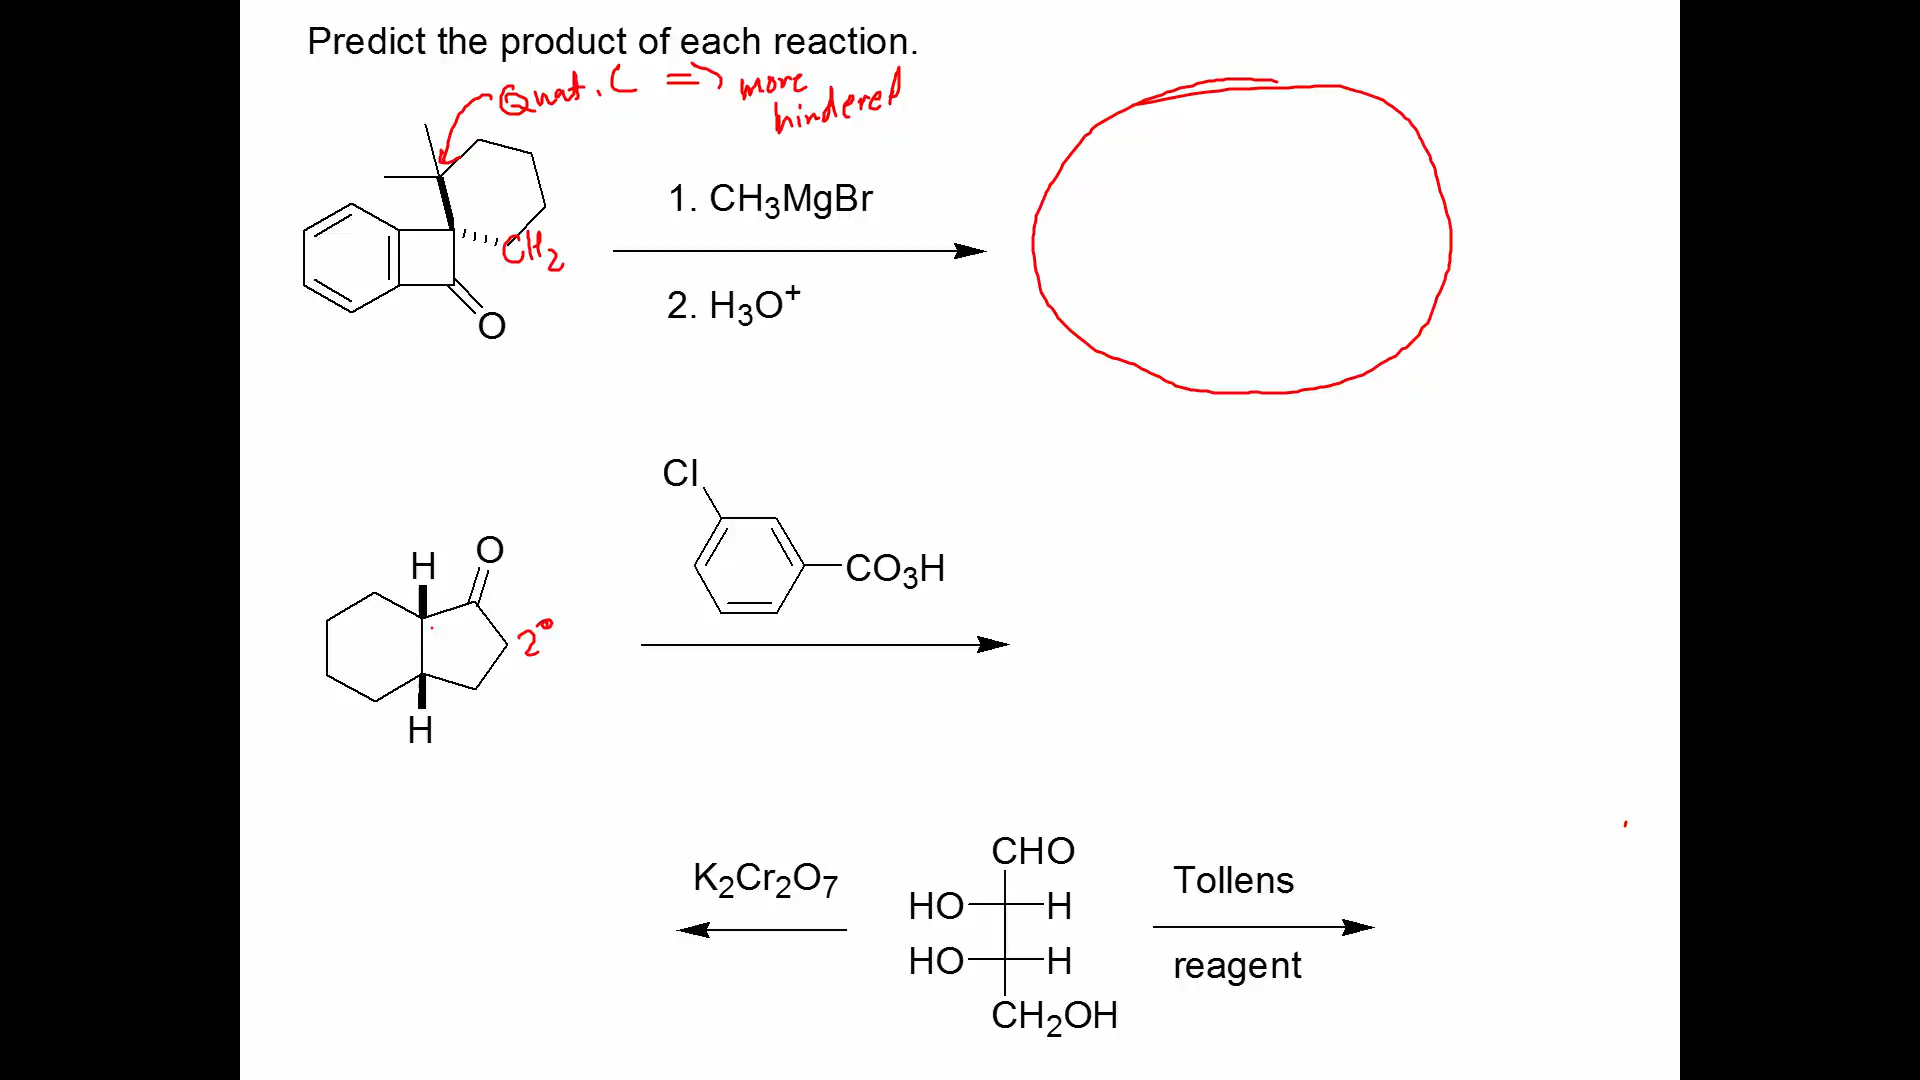 Predict the product of each reaction.
Quat. C => more
hindered
1. CH3MgBr
CH2
2. H3O+
O
Cl
CO3H
H
O
2°
H
K2Cr2O7
CHO
Tollens
HO
H
HO
H
reagent
CH2OH